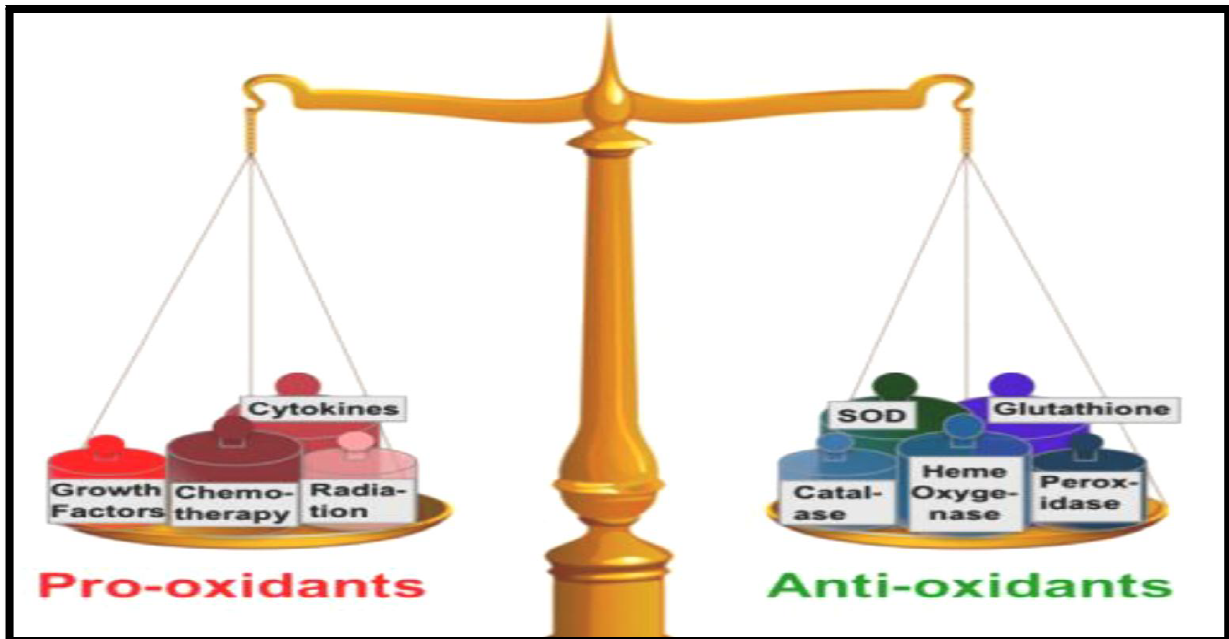 Cytokines
Growth
Factors
Chemo-
therapy
Radia-
tion
Pro-oxidants
SOD
Glutathione
Catal-
ase
Heme
Oxyge-
nase
Perox-
idase
Anti-oxidants